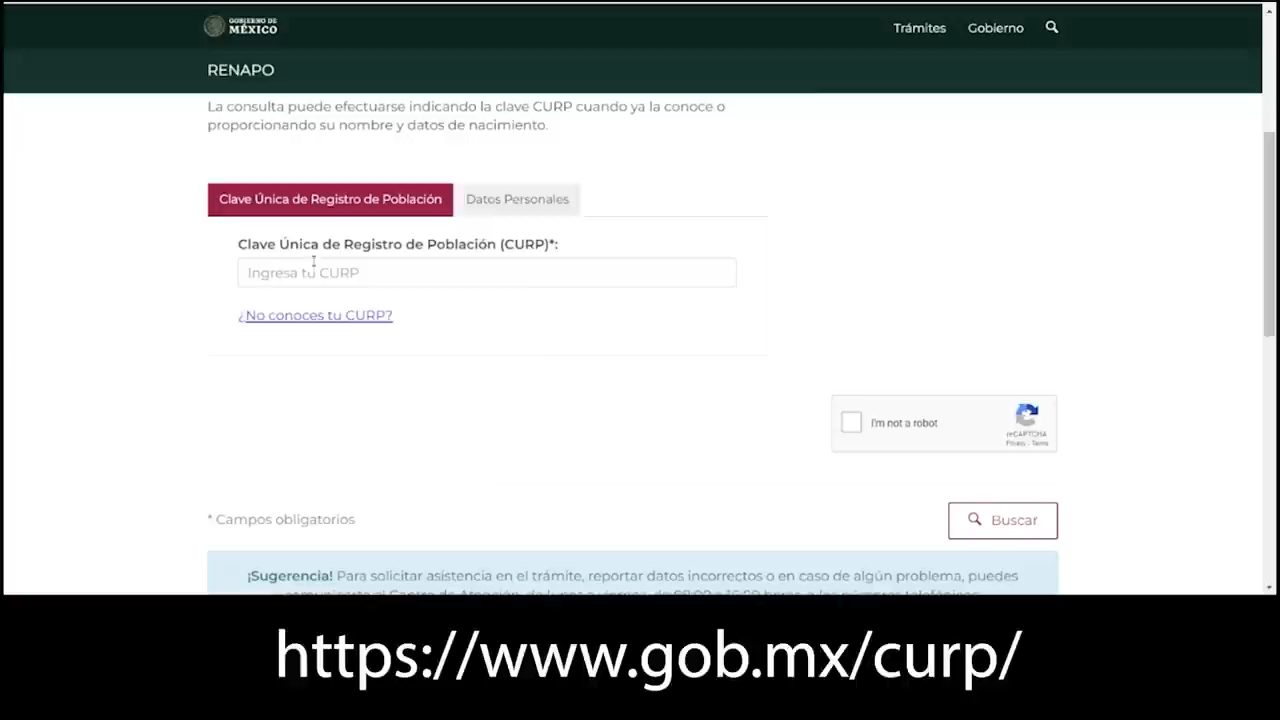 GOBIERNO DE
MÉXICO
Trámites
Gobierno
RENAPO
La consulta puede efectuarse indicando la clave CURP cuando ya la conoce o
proporcionando su nombre y datos de nacimiento.
Clave Única de Registro de Población
Datos Personales
Clave Única de Registro de Población (CURP)*:
Ingresa tu CURP
¿No conoces tu CURP?
I'm not a robot
reCAPTCHA
Privacy - Terms
* Campos obligatorios
Buscar
¡Sugerencia! Para solicitar asistencia en el trámite, reportar datos incorrectos o en caso de algún problema, puedes
https://www.gob.mx/curp/